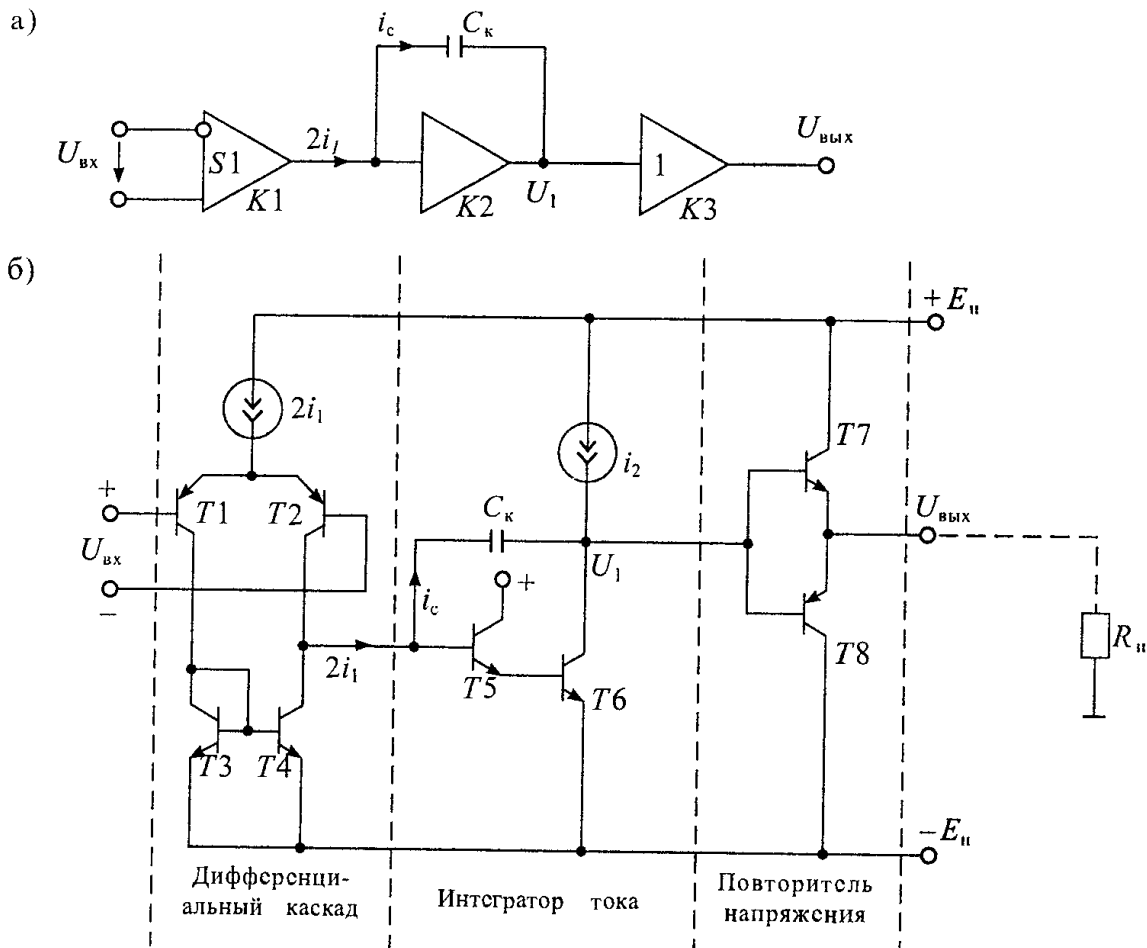 а)
i_c C_к
U_вх S1 2i_1 1 U_вых
K1 K2 U_1 K3
б)
+ E_п
2i_1
T7
i_2
+
T1 T2 C_к U_вых
U_вх U_1
i_c +
−
R_н
2i_1 T5 T6 T8
T3 T4
− E_п
Дифференци-
альный каскад
Интегратор тока
Повторитель
напряжения